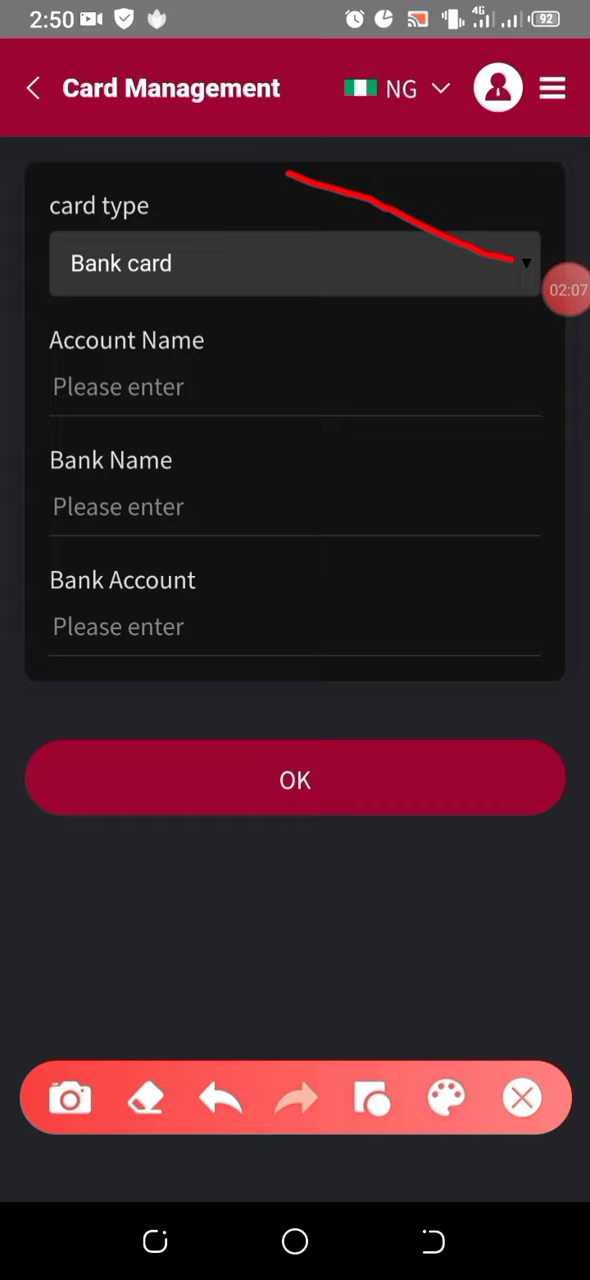 2:50
4G
92
Card Management
NG
card type
Bank card
02:07
Account Name
Please enter
Bank Name
Please enter
Bank Account
Please enter
OK